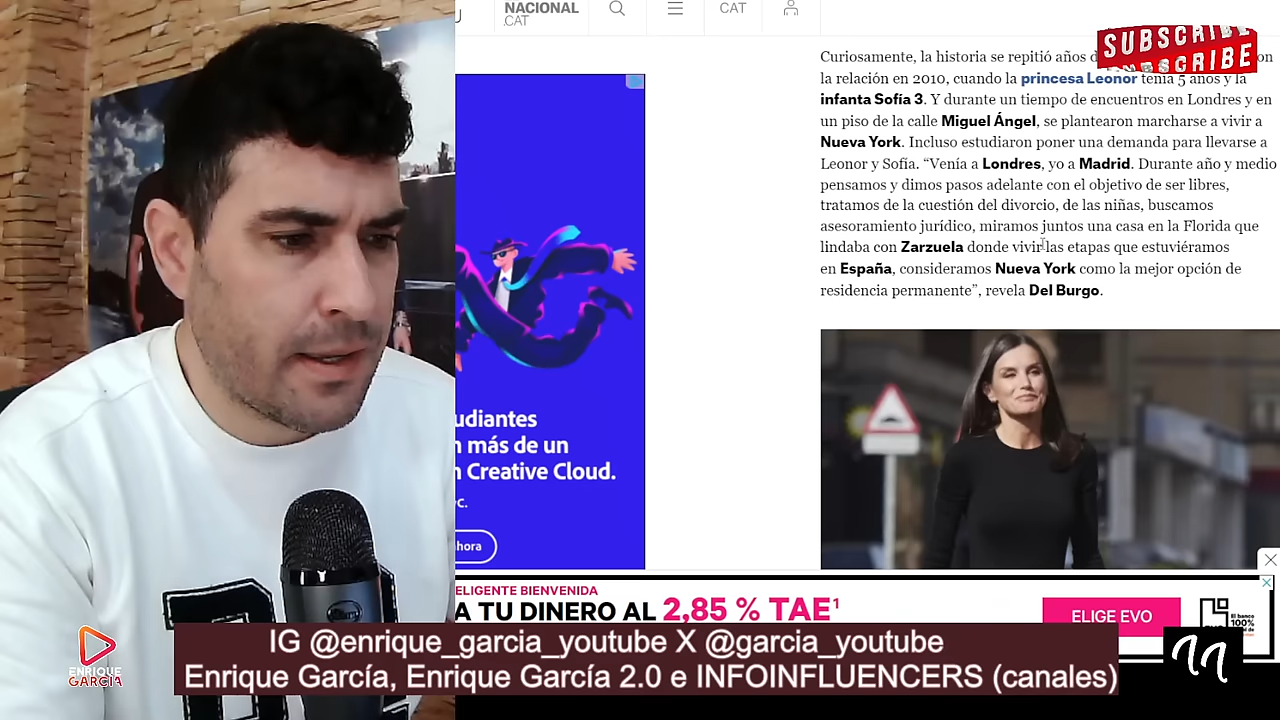 NACIONAL
CAT
CAT
SUBSCRIBE
Curiosamente, la historia se repitió años
la relación en 2010, cuando la princesa Leonor tenía 5 años y la
infanta Sofía 3. Y durante un tiempo de encuentros en Londres y en
un piso de la calle Miguel Ángel, se plantearon marcharse a vivir a
Nueva York. Incluso estudiaron poner una demanda para llevarse a
Leonor y Sofía. “Venía a Londres, yo a Madrid. Durante año y medio
pensamos y dimos pasos adelante con el objetivo de ser libres,
tratamos de la cuestión del divorcio, de las niñas, buscamos
asesoramiento jurídico, miramos juntos una casa en la Florida que
lindaba con Zarzuela donde vivir las etapas que estuviéramos
en España, consideramos Nueva York como la mejor opción de
residencia permanente”, revela Del Burgo.
udiantes
n más de un
n Creative Cloud.
ec.
hora
ELIGENTE BIENVENIDA
A TU DINERO AL 2,85 % TAE¹
ELIGE EVO
El banco
100%
IG @enrique_garcia_youtube X @garcia_youtube
Enrique García, Enrique García 2.0 e INFOINFLUENCERS (canales)
ENRIQUE
GARCÍA